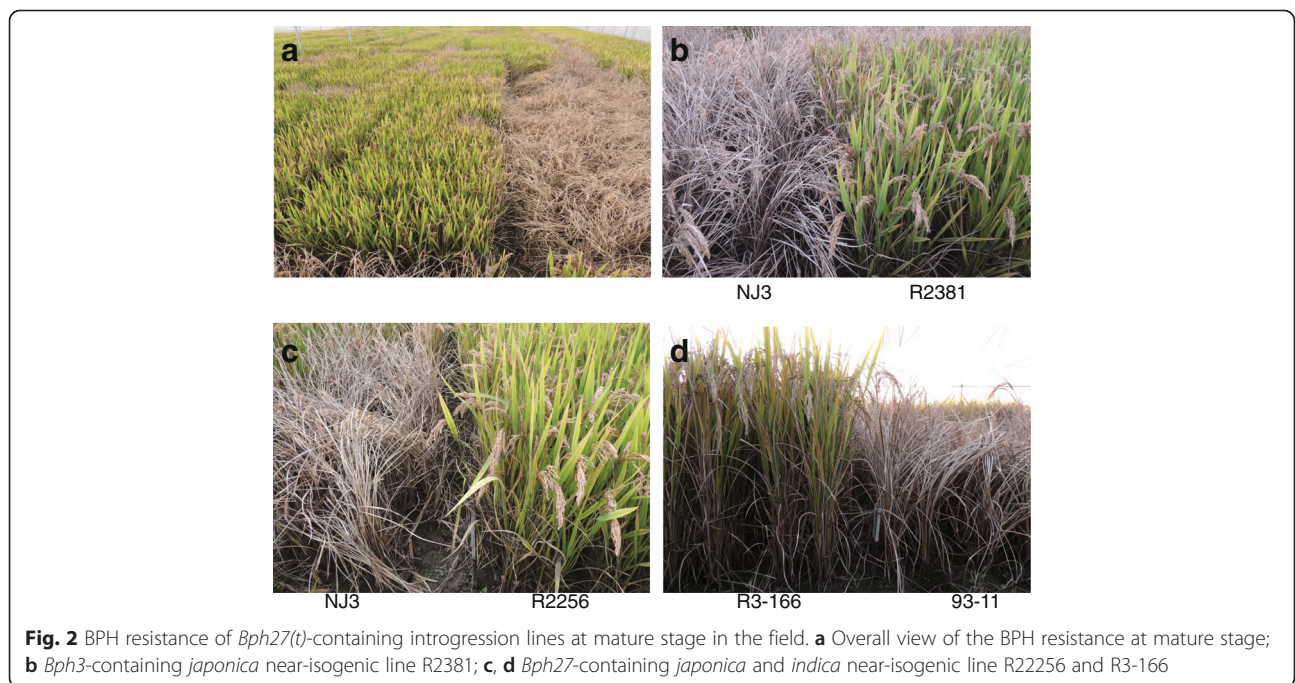 a
b
NJ3 R2381
c
d
NJ3 R2256
R3-166 93-11
Fig. 2 BPH resistance of Bph27(t)-containing introgression lines at mature stage in the field. a Overall view of the BPH resistance at mature stage;
b Bph3-containing japonica near-isogenic line R2381; c, d Bph27-containing japonica and indica near-isogenic line R22256 and R3-166